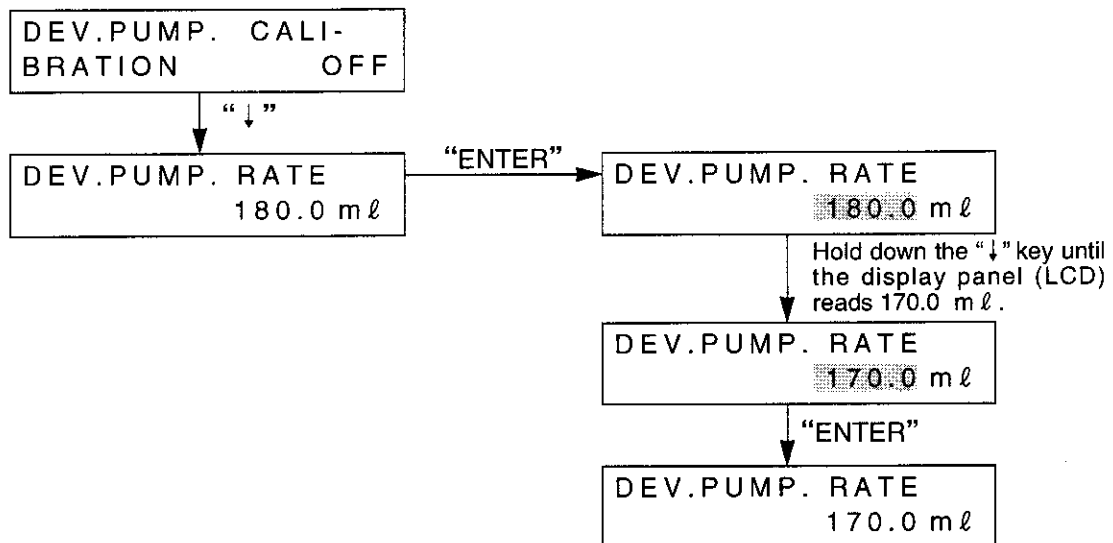 DEV.PUMP. CALI-
BRATION OFF
“↓”
DEV.PUMP. RATE
180.0 mℓ
“ENTER”
DEV.PUMP. RATE
180.0 mℓ
Hold down the “↓” key until
the display panel (LCD)
reads 170.0 mℓ.
DEV.PUMP. RATE
170.0 mℓ
“ENTER”
DEV.PUMP. RATE
170.0 mℓ